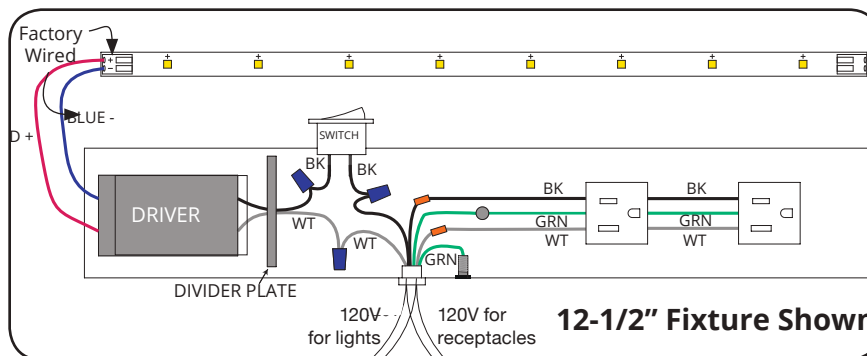 Factory
Wired
+
-
+ + + + + + + +
BLUE -
D +
SWITCH
BK
BK
DRIVER
WT
WT
BK
BK
GRN
GRN
WT
WT
GRN
DIVIDER PLATE
120V
for lights
120V for
receptacles
12-1/2” Fixture Shown